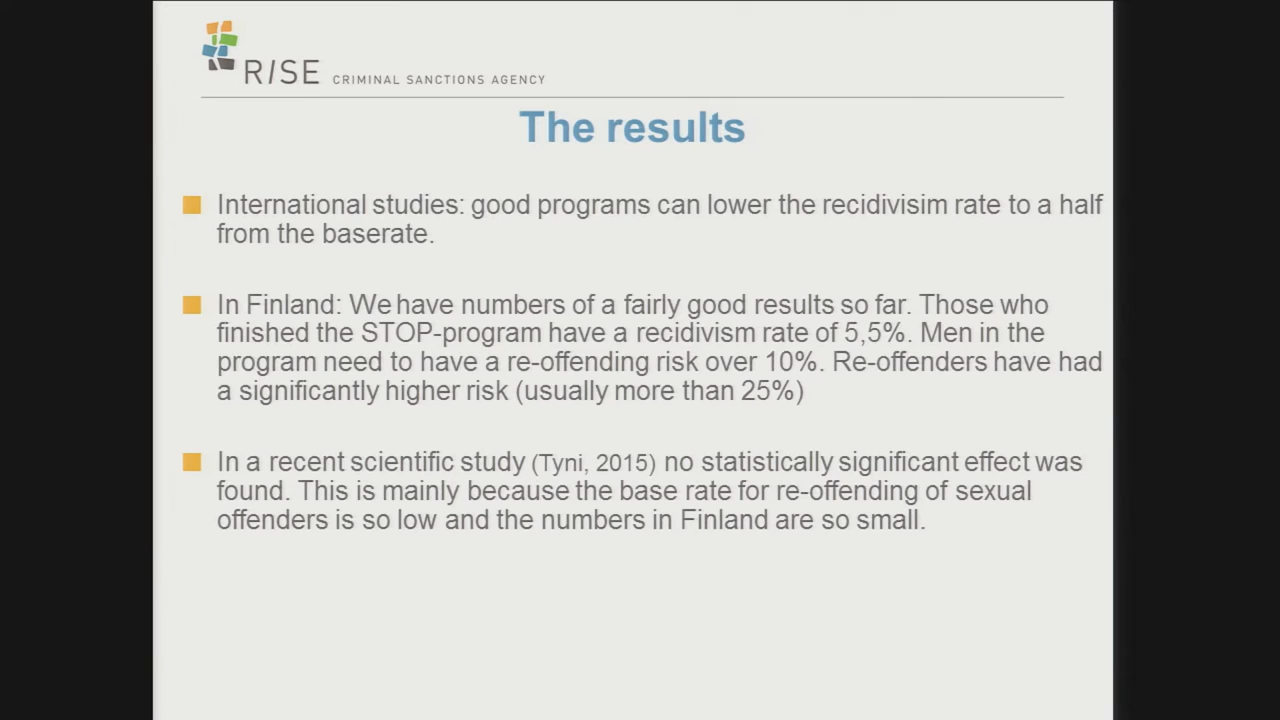 RISE CRIMINAL SANCTIONS AGENCY
The results
International studies: good programs can lower the recidivisim rate to a half
from the baserate.
In Finland: We have numbers of a fairly good results so far. Those who
finished the STOP-program have a recidivism rate of 5,5%. Men in the
program need to have a re-offending risk over 10%. Re-offenders have had
a significantly higher risk (usually more than 25%)
In a recent scientific study (Tyni, 2015) no statistically significant effect was
found. This is mainly because the base rate for re-offending of sexual
offenders is so low and the numbers in Finland are so small.